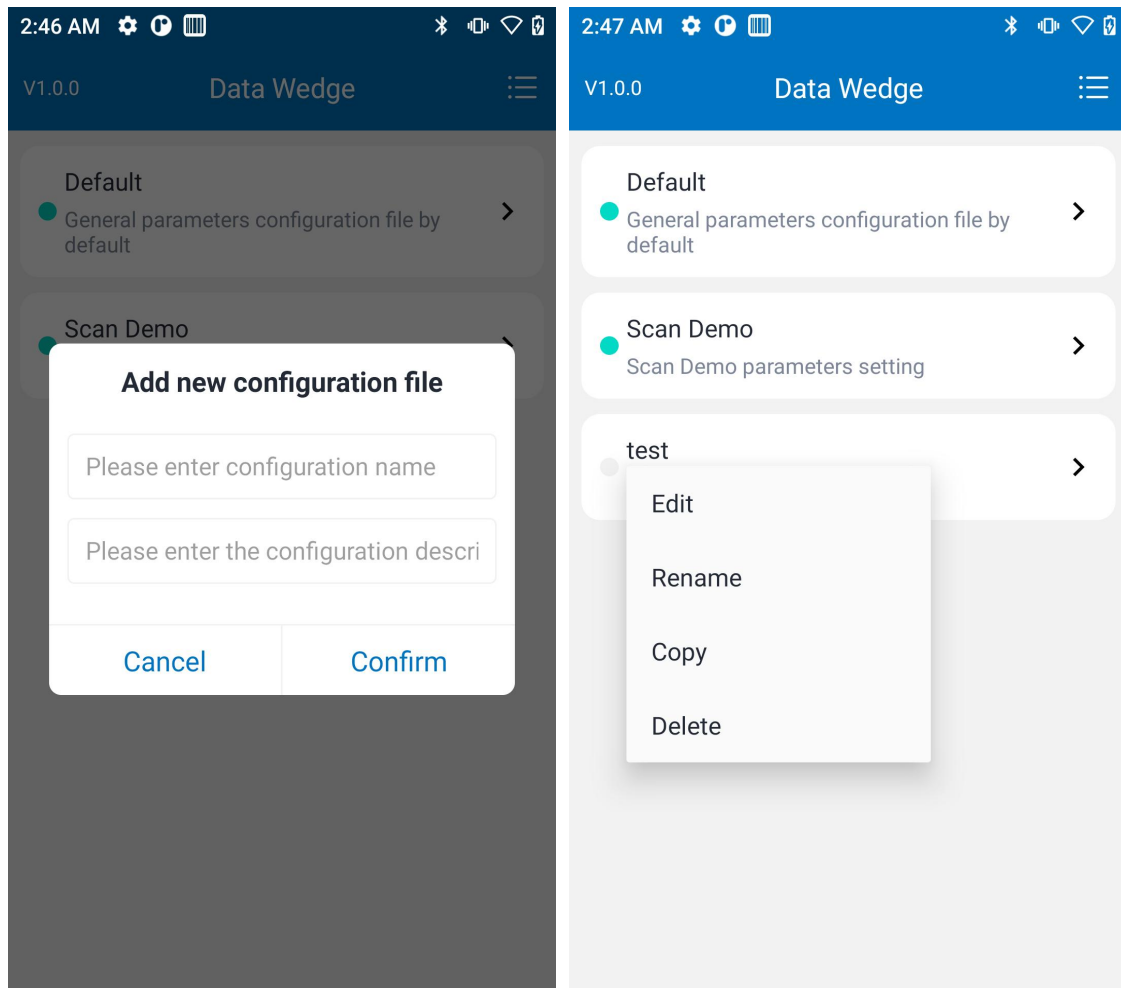 2:46 AM
V1.0.0
Data Wedge
Default
General parameters configuration file by
default
Scan Demo
Add new configuration file
Please enter configuration name
Please enter the configuration descri
Cancel
Confirm
2:47 AM
V1.0.0
Data Wedge
Default
General parameters configuration file by
default
Scan Demo
Scan Demo parameters setting
test
Edit
Rename
Copy
Delete